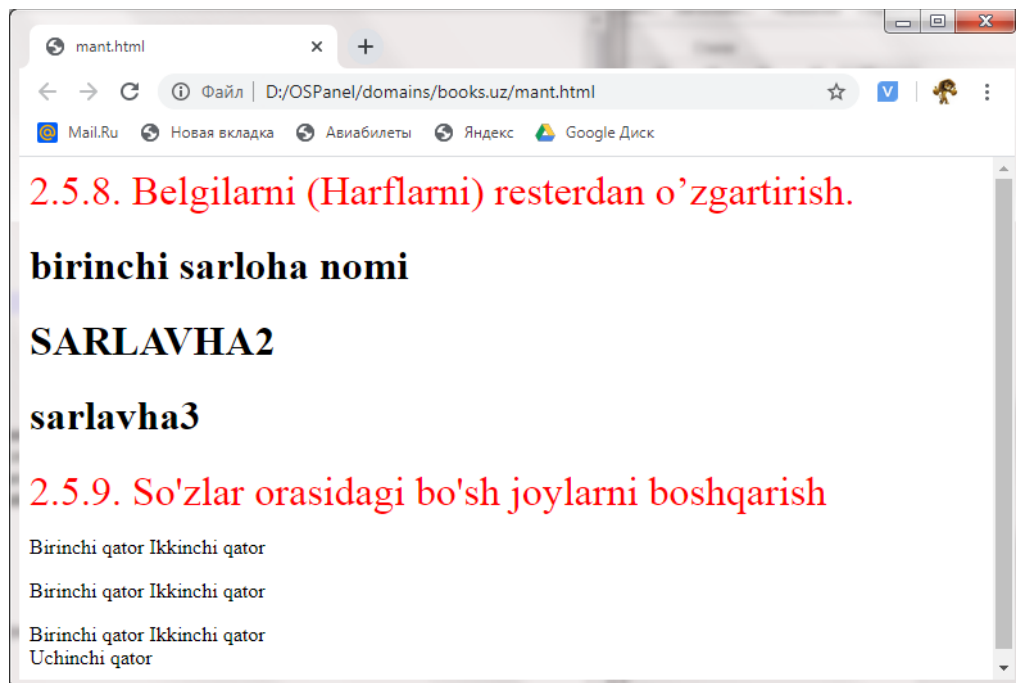 mant.html
Файл | D:/OSPanel/domains/books.uz/mant.html
V
@ Mail.Ru Новая вкладка Авиабилеты Яндекс Google Диск
2.5.8. Belgilarni (Harflarni) resterdan o’zgartirish.
birinchi sarloha nomi
SARLAVHA2
sarlavha3
2.5.9. So'zlar orasidagi bo'sh joylarni boshqarish
Birinchi qator Ikkinchi qator
Birinchi qator Ikkinchi qator
Birinchi qator Ikkinchi qator
Uchinchi qator